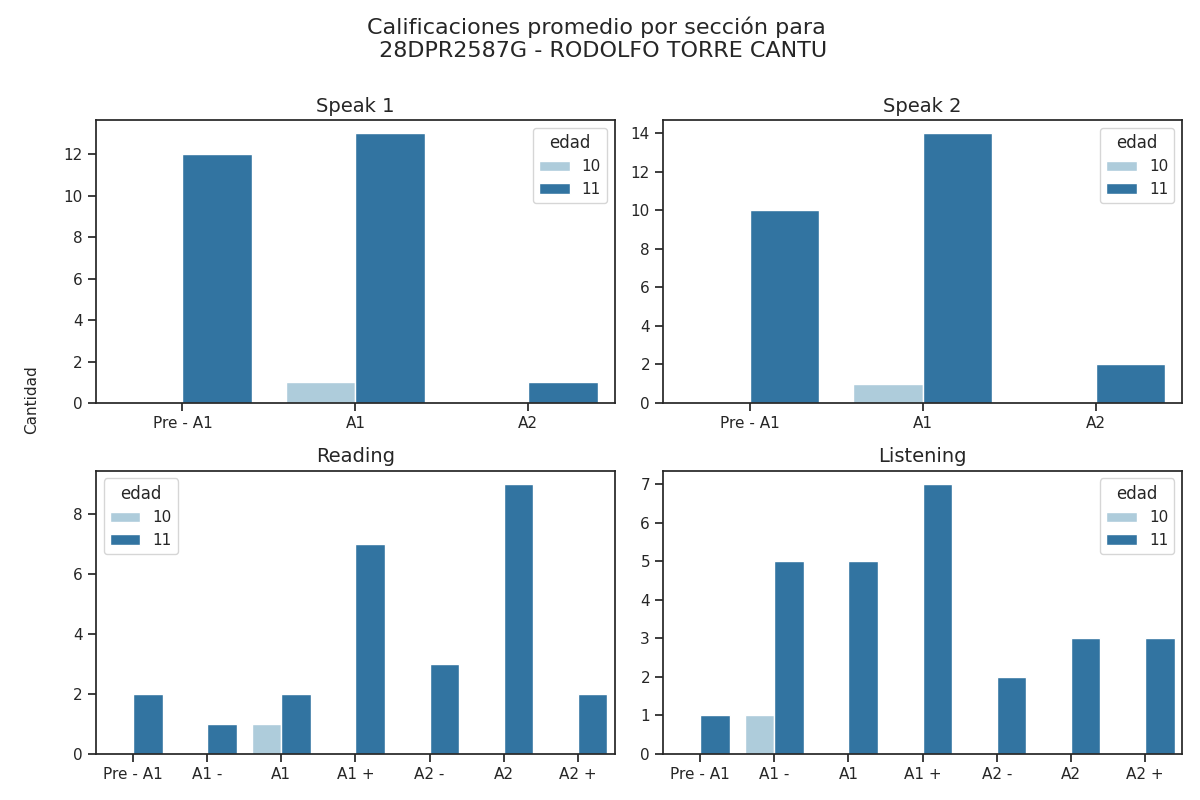 Calificaciones promedio por sección para
28DPR2587G - RODOLFO TORRE CANTU
Cantidad
Speak 1
edad
10
11
12
10
8
6
4
2
0
Pre - A1 A1 A2
Speak 2
edad
10
11
14
12
10
8
6
4
2
0
Pre - A1 A1 A2
Reading
edad
10
11
8
6
4
2
0
Pre - A1 A1 - A1 A1 + A2 - A2 A2 +
Listening
edad
10
11
7
6
5
4
3
2
1
0
Pre - A1 A1 - A1 A1 + A2 - A2 A2 +